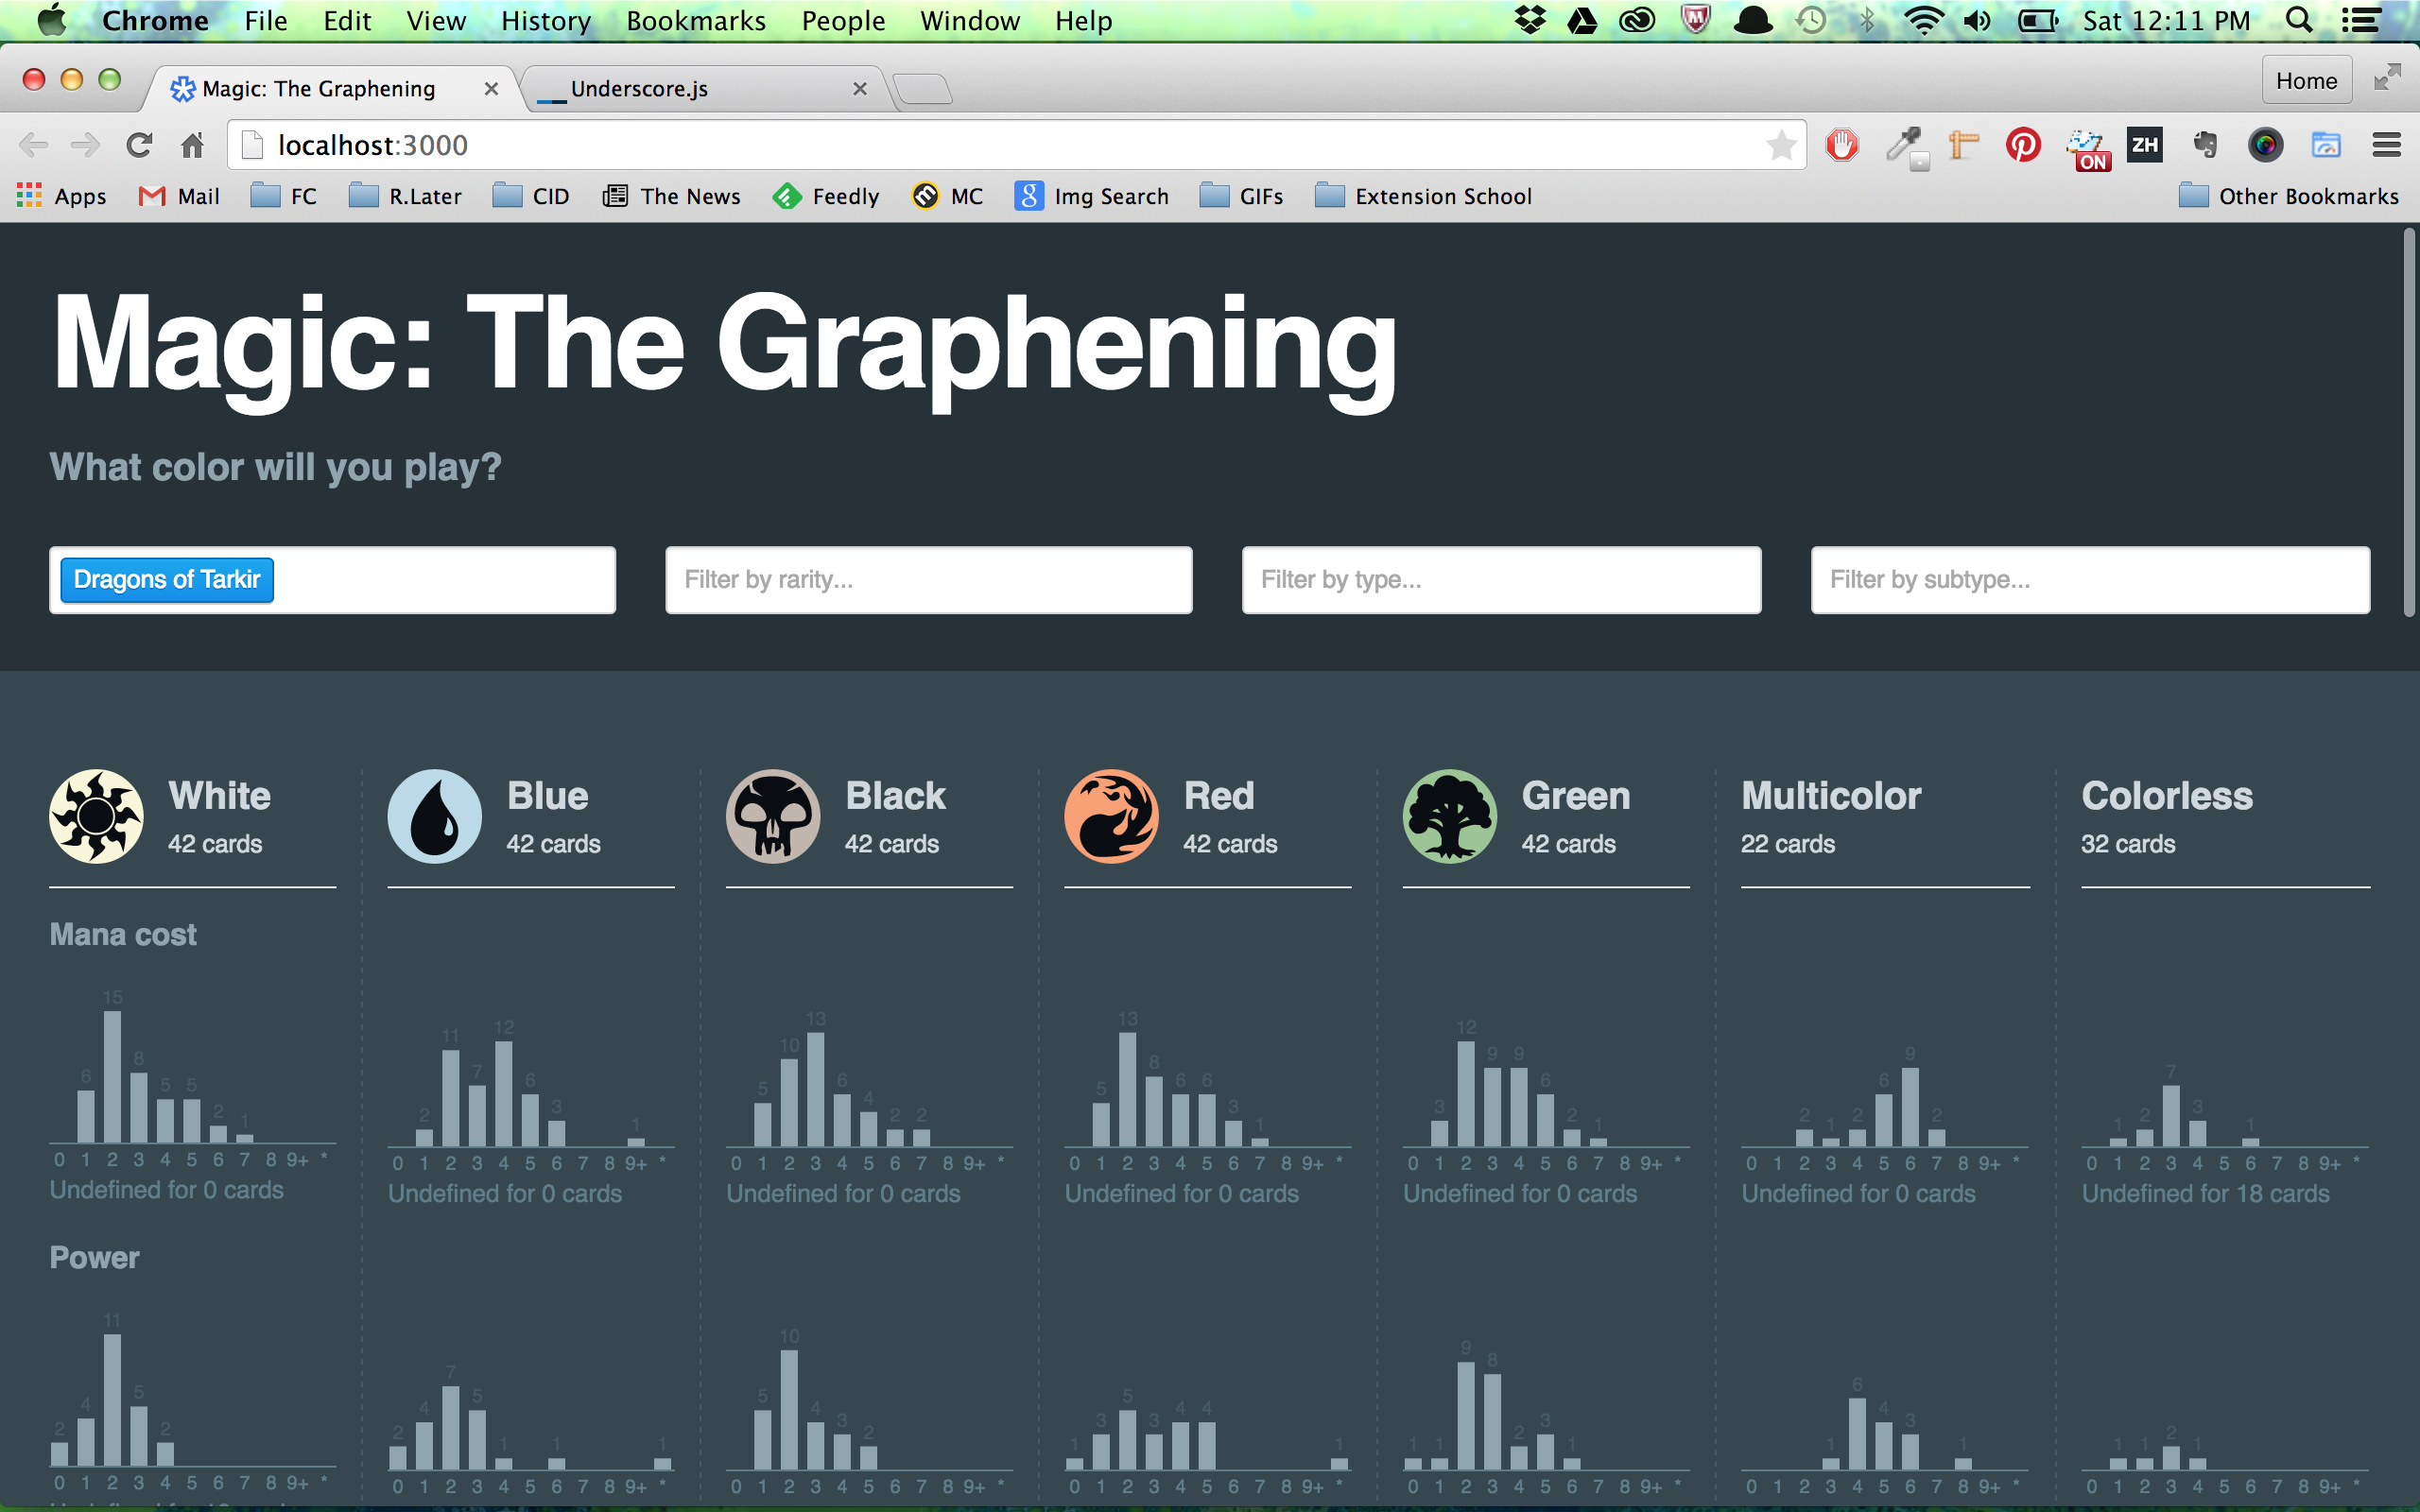 Chrome File Edit View History Bookmarks People Window Help Sat 12:11 PM
Magic: The Graphening Underscore.js Home
localhost:3000 ON ZH
Apps Mail FC R.Later CID The News Feedly MC Img Search GIFs Extension School Other Bookmarks
Magic: The Graphening
What color will you play?
Dragons of Tarkir Filter by rarity... Filter by type... Filter by subtype...
White Blue Black Red Green Multicolor Colorless
42 cards 42 cards 42 cards 42 cards 42 cards 22 cards 32 cards
Mana cost
6 15 8 5 5 2 1
2 11 7 12 6 3 1
5 10 13 6 4 2 2
5 13 8 6 6 3 1
3 12 9 9 6 2 1
2 1 2 6 9 2
1 2 7 3 1
0 1 2 3 4 5 6 7 8 9+ *
0 1 2 3 4 5 6 7 8 9+ *
0 1 2 3 4 5 6 7 8 9+ *
0 1 2 3 4 5 6 7 8 9+ *
0 1 2 3 4 5 6 7 8 9+ *
0 1 2 3 4 5 6 7 8 9+ *
0 1 2 3 4 5 6 7 8 9+ *
Undefined for 0 cards Undefined for 0 cards Undefined for 0 cards Undefined for 0 cards Undefined for 0 cards Undefined for 0 cards Undefined for 18 cards
Power
2 4 11 5 2
2 4 7 5 1 1 1
5 10 4 3 2
1 3 5 3 4 4 1
1 1 9 8 2 3 1
1 6 4 3 1
1 1 2 1
0 1 2 3 4 5 6 7 8 9+ *
0 1 2 3 4 5 6 7 8 9+ *
0 1 2 3 4 5 6 7 8 9+ *
0 1 2 3 4 5 6 7 8 9+ *
0 1 2 3 4 5 6 7 8 9+ *
0 1 2 3 4 5 6 7 8 9+ *
0 1 2 3 4 5 6 7 8 9+ *